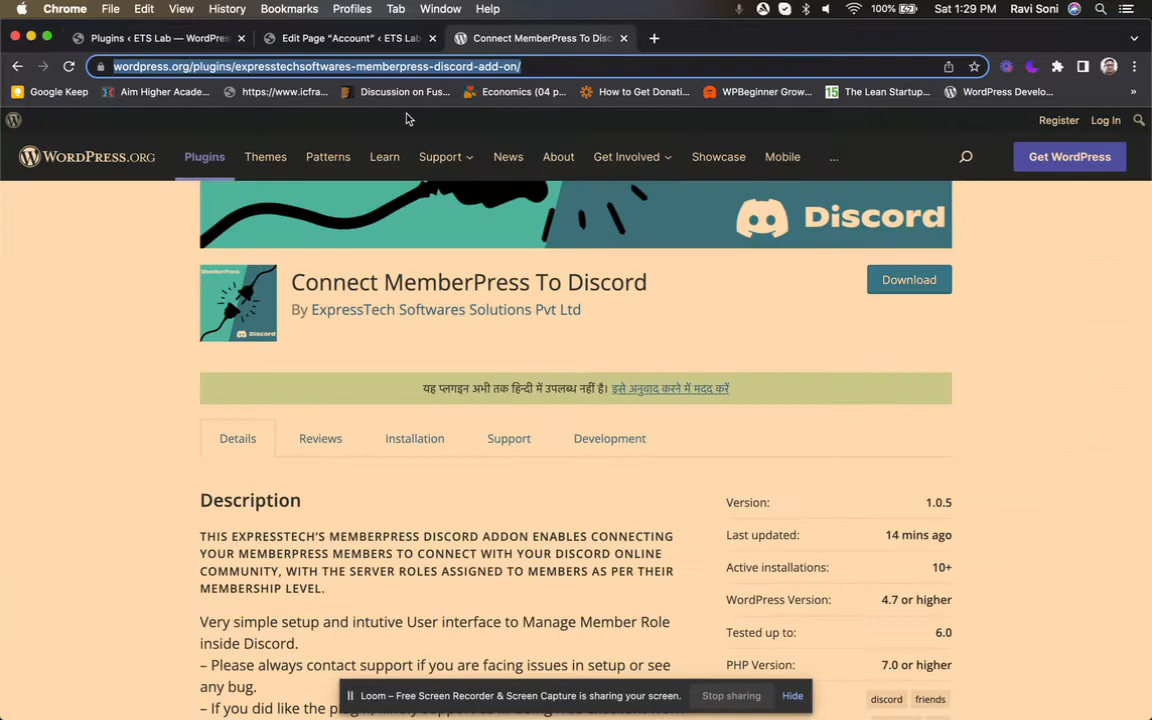 Chrome File Edit View History Bookmarks Profiles Tab Window Help 100% Sat 1:29 PM Ravi Soni
Plugins ‹ ETS Lab — WordPres Edit Page "Account" ‹ ETS Lab Connect MemberPress To Disc
wordpress.org/plugins/expresstechsoftwares-memberpress-discord-add-on/
Google Keep Aim Higher Acade... https://www.icfra... Discussion on Fus... Economics (04 p... How to Get Donati... WPBeginner Grow... 15 The Lean Startup... WordPress Develo... »
Register Log In
WORDPRESS.ORG Plugins Themes Patterns Learn Support News About Get Involved Showcase Mobile ... Get WordPress
Discord
MemberPress
Discord
Connect MemberPress To Discord
Download
By ExpressTech Softwares Solutions Pvt Ltd
यह प्लगइन अभी तक हिन्दी में उपलब्ध नहीं है। इसे अनुवाद करने में मदद करें
Details Reviews Installation Support Development
Description
THIS EXPRESSTECH'S MEMBERPRESS DISCORD ADDON ENABLES CONNECTING
YOUR MEMBERPRESS MEMBERS TO CONNECT WITH YOUR DISCORD ONLINE
COMMUNITY, WITH THE SERVER ROLES ASSIGNED TO MEMBERS AS PER THEIR
MEMBERSHIP LEVEL.
Very simple setup and intutive User interface to Manage Member Role
inside Discord.
– Please always contact support if you are facing issues in setup or see
any bug.
– If you did like the
Version: 1.0.5
Last updated: 14 mins ago
Active installations: 10+
WordPress Version: 4.7 or higher
Tested up to: 6.0
PHP Version: 7.0 or higher
discord friends
Loom – Free Screen Recorder & Screen Capture is sharing your screen. Stop sharing Hide